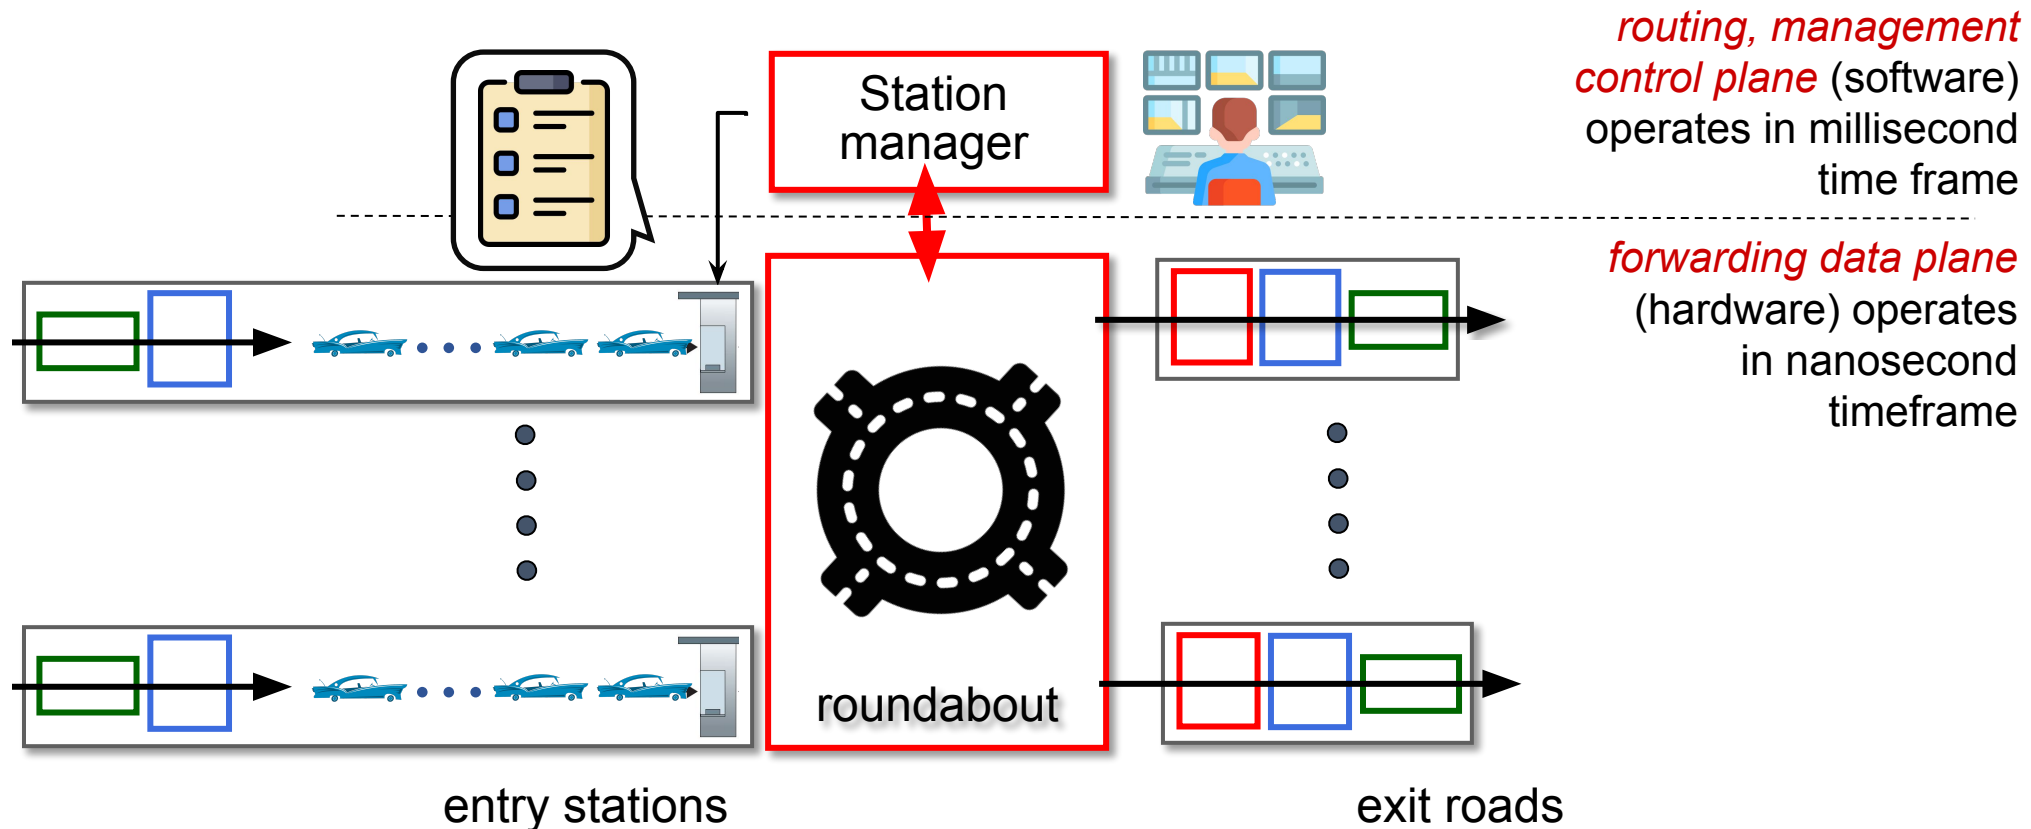 Station
manager
routing, management
control plane (software)
operates in millisecond
time frame
forwarding data plane
(hardware) operates
in nanosecond
timeframe
roundabout
entry stations
exit roads